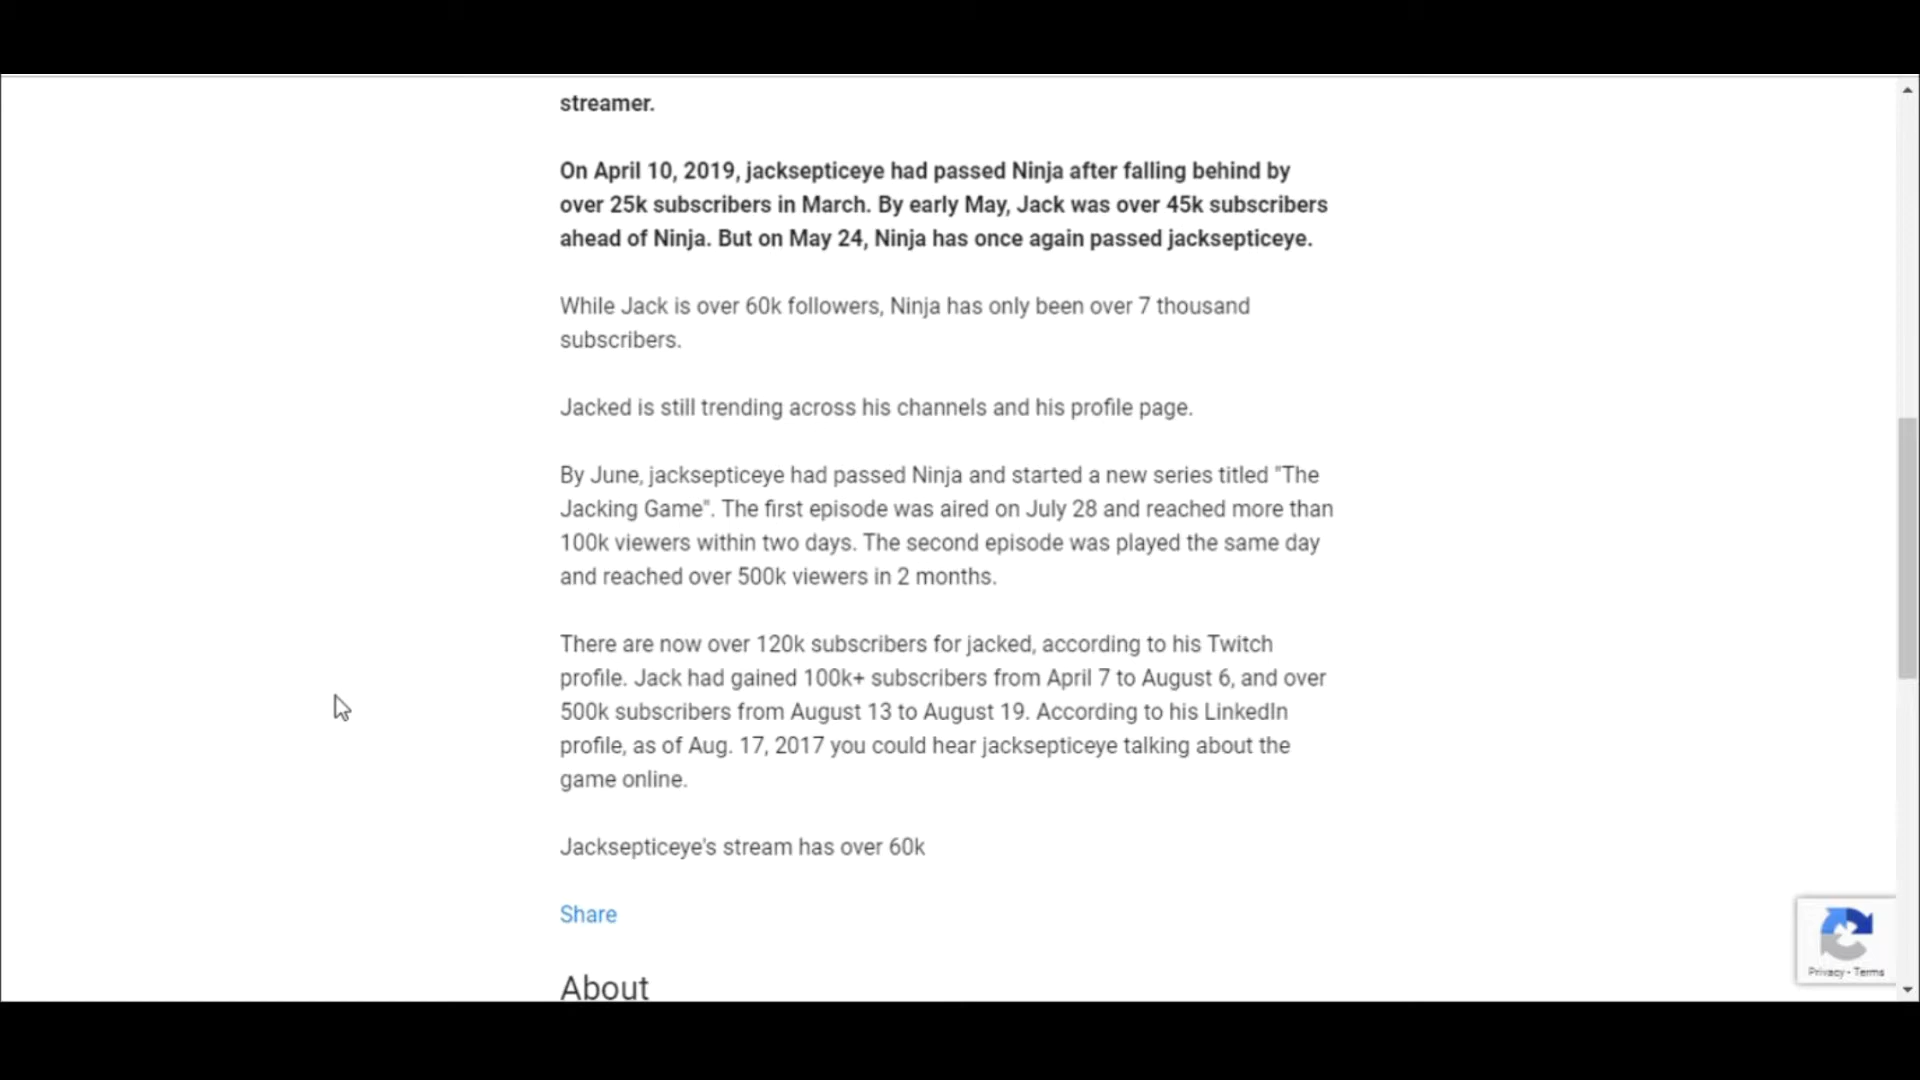 streamer.
On April 10, 2019, jacksepticeye had passed Ninja after falling behind by
over 25k subscribers in March. By early May, Jack was over 45k subscribers
ahead of Ninja. But on May 24, Ninja has once again passed jacksepticeye.
While Jack is over 60k followers, Ninja has only been over 7 thousand
subscribers.
Jacked is still trending across his channels and his profile page.
By June, jacksepticeye had passed Ninja and started a new series titled "The
Jacking Game". The first episode was aired on July 28 and reached more than
100k viewers within two days. The second episode was played the same day
and reached over 500k viewers in 2 months.
There are now over 120k subscribers for jacked, according to his Twitch
profile. Jack had gained 100k+ subscribers from April 7 to August 6, and over
500k subscribers from August 13 to August 19. According to his LinkedIn
profile, as of Aug. 17, 2017 you could hear jacksepticeye talking about the
game online.
Jacksepticeye's stream has over 60k
Share
About
Privacy - Terms